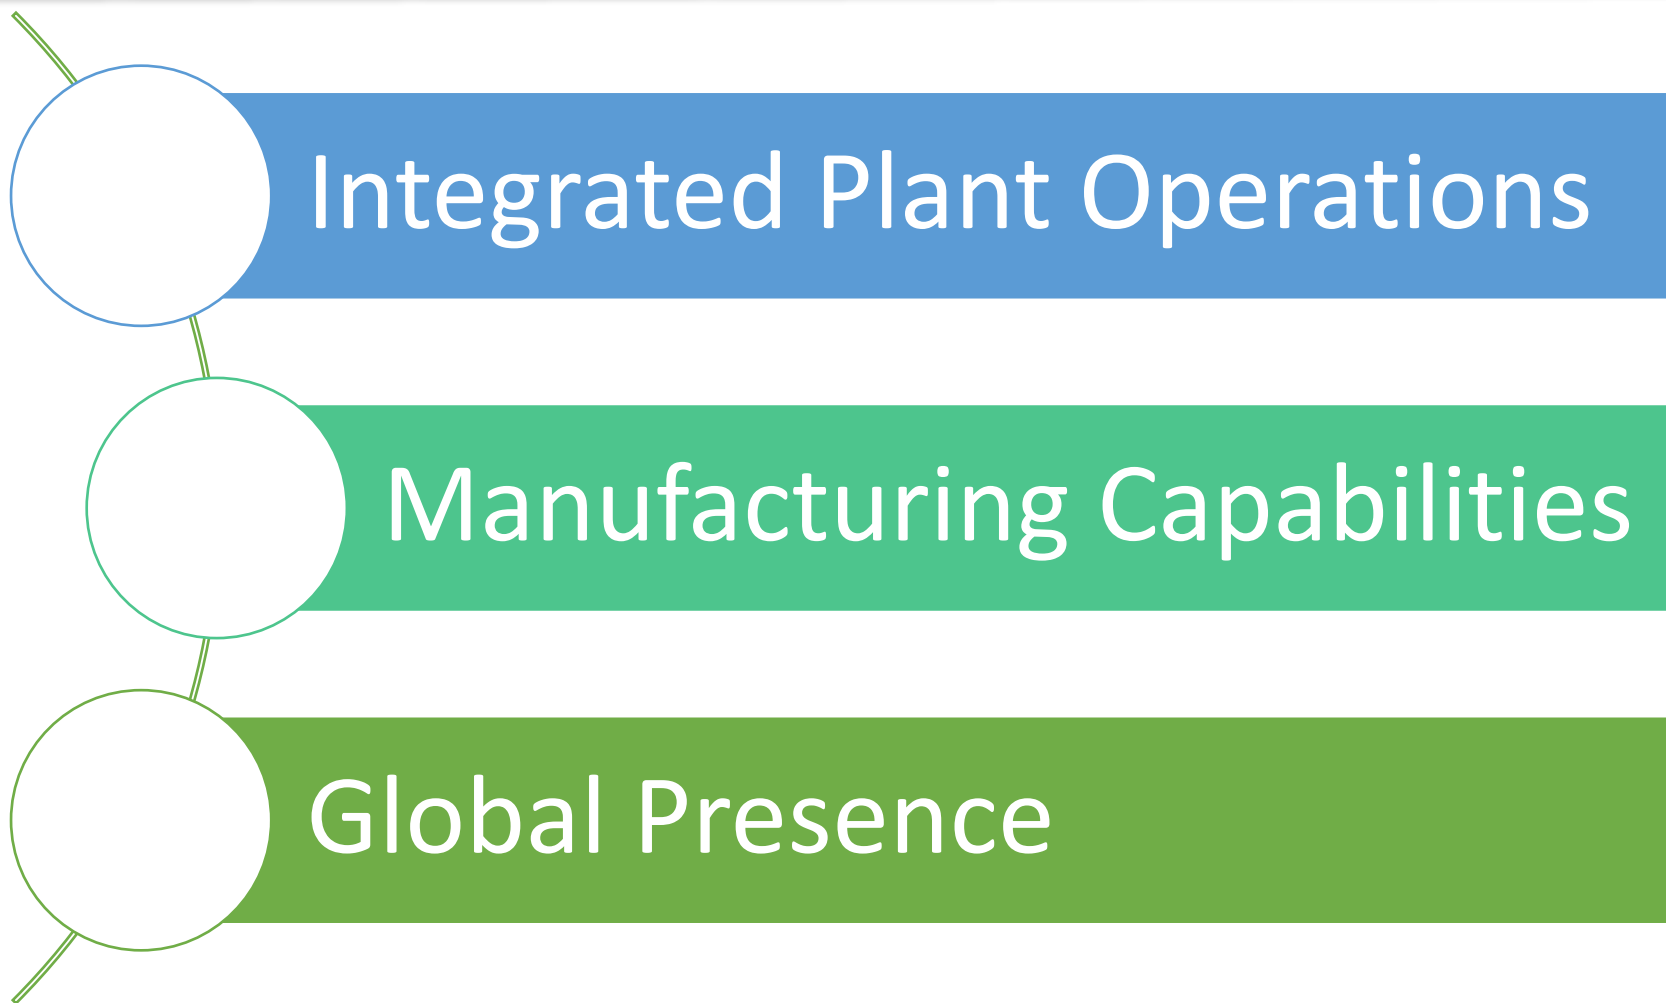 Integrated Plant Operations
Manufacturing Capabilities
Global Presence